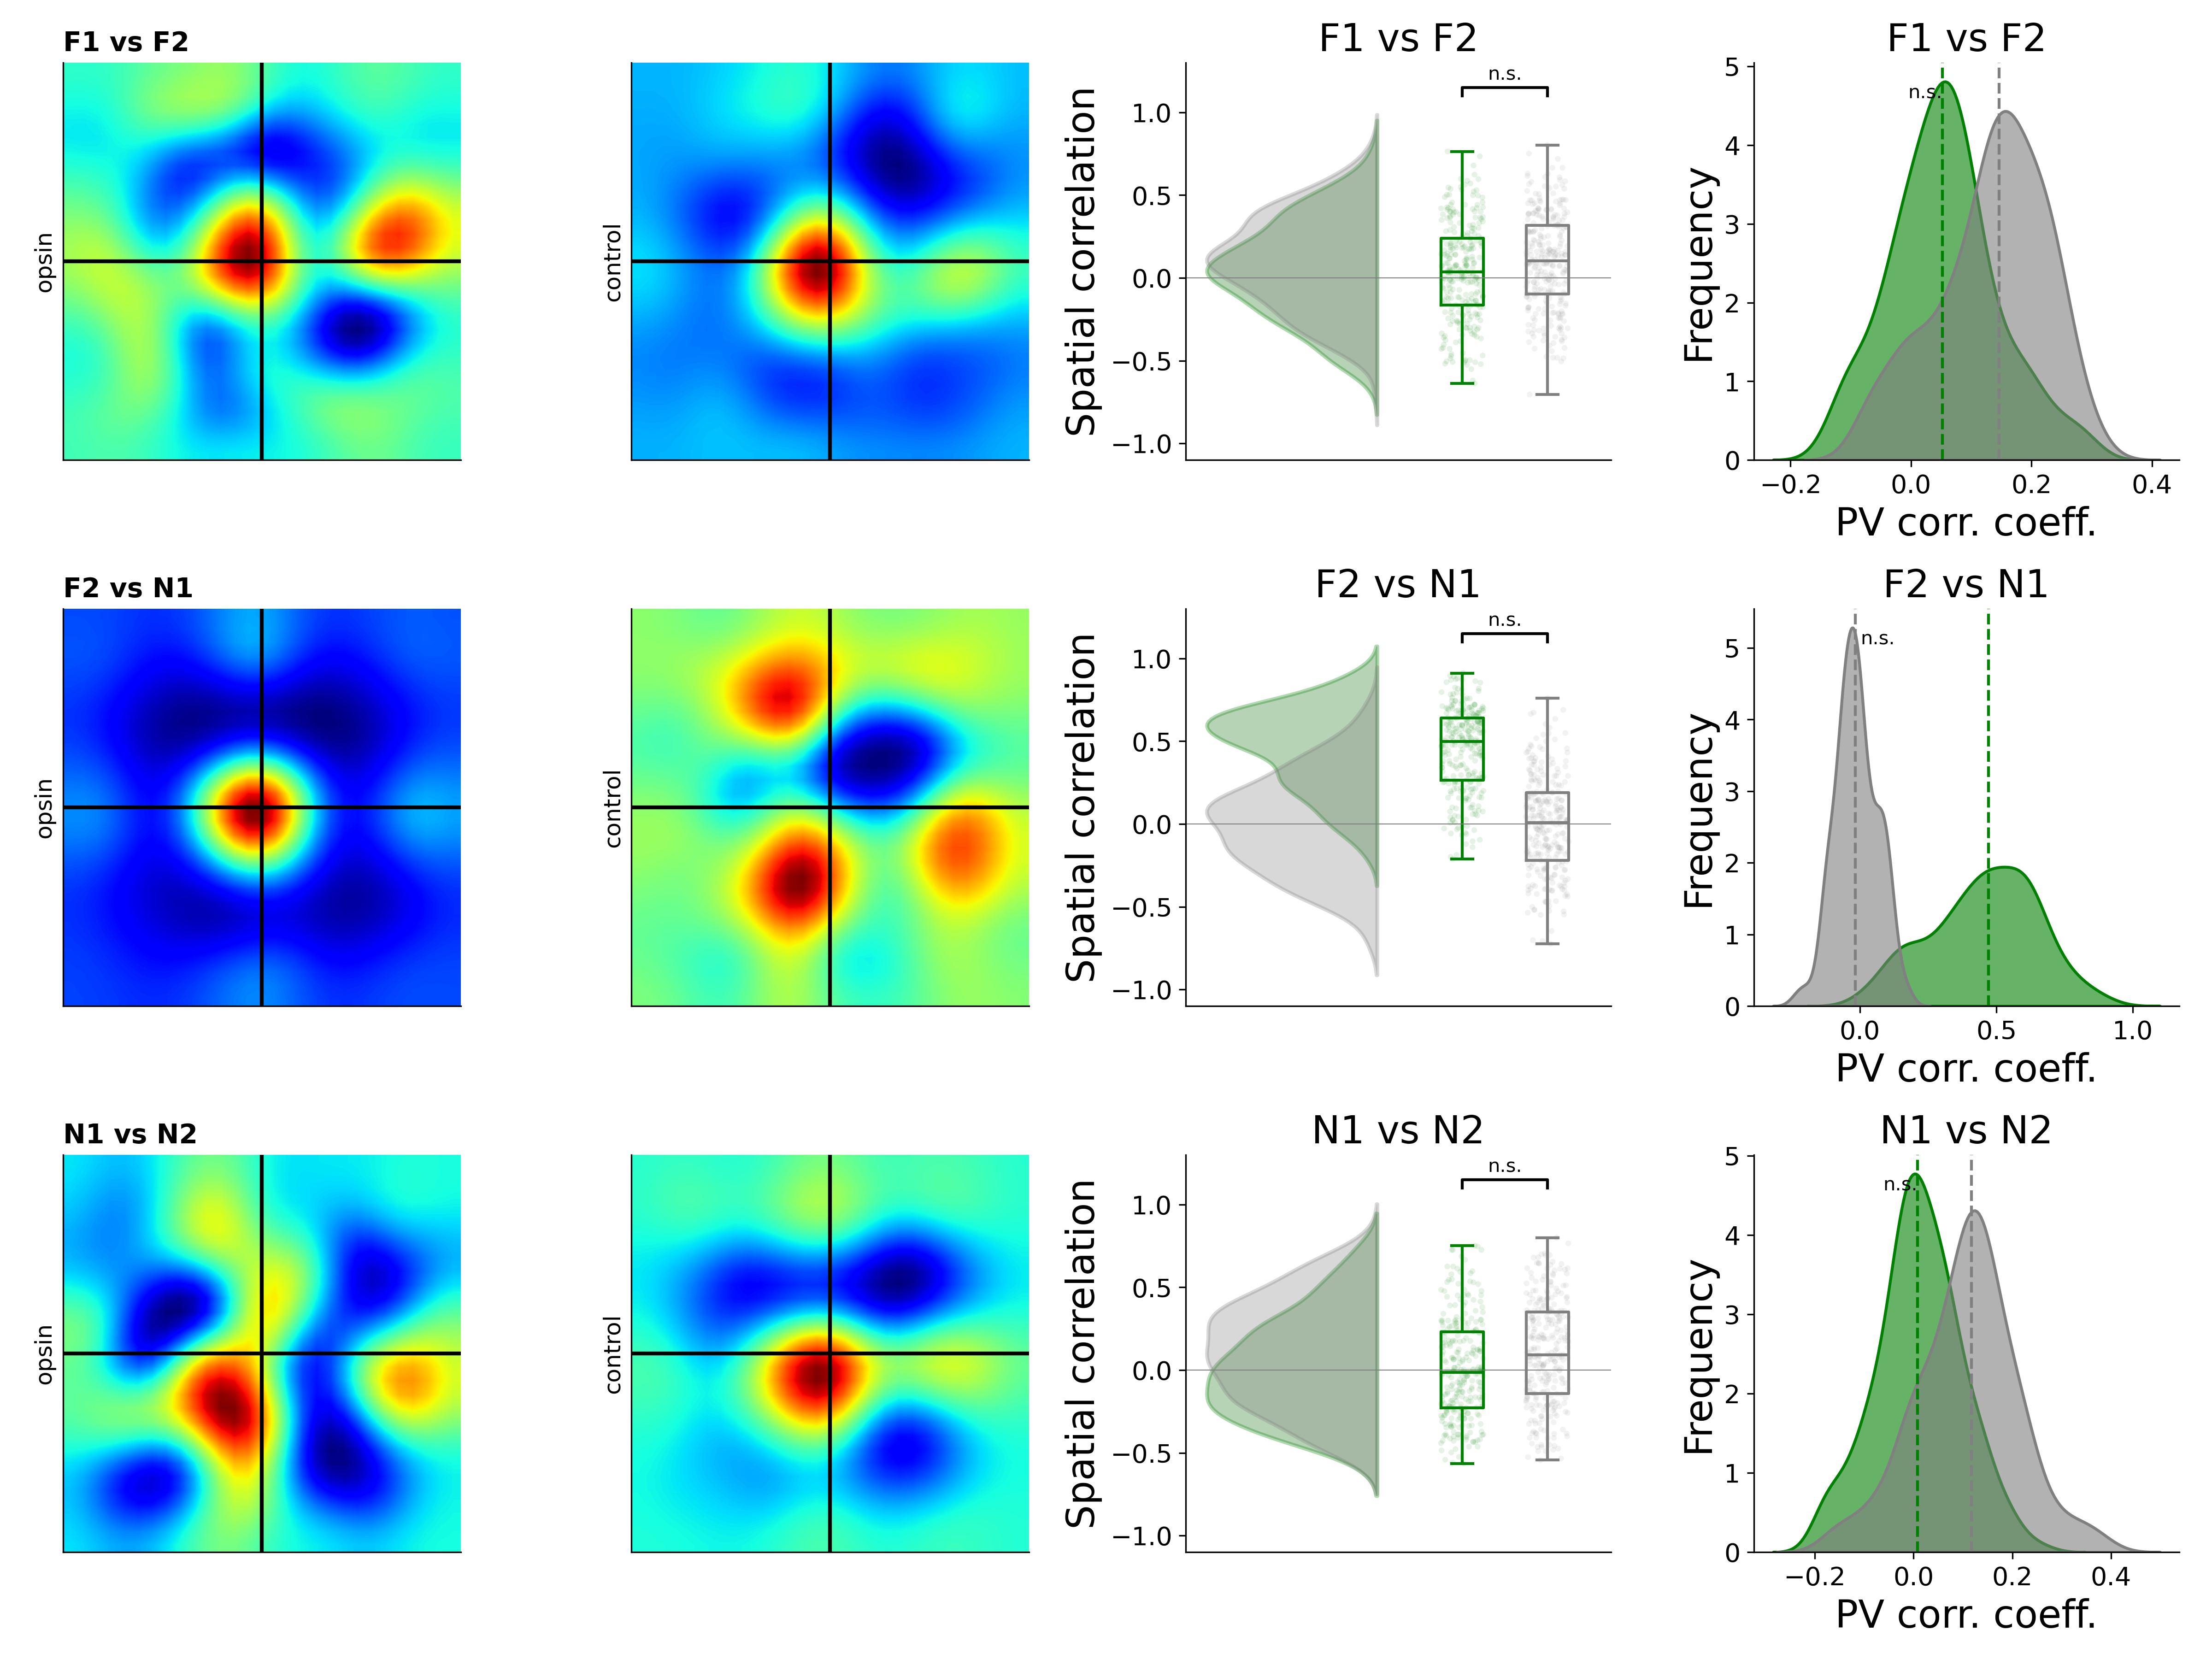 F1 vs F2
opsin
control
F1 vs F2
Spatial correlation
1.0
0.5
0.0
−0.5
−1.0
n.s.
F1 vs F2
Frequency
5
4
3
2
1
0
n.s.
−0.2
0.0
0.2
0.4
PV corr. coeff.
F2 vs N1
opsin
control
F2 vs N1
Spatial correlation
1.0
0.5
0.0
−0.5
−1.0
n.s.
F2 vs N1
Frequency
5
4
3
2
1
0
n.s.
0.0
0.5
1.0
PV corr. coeff.
N1 vs N2
opsin
control
N1 vs N2
Spatial correlation
1.0
0.5
0.0
−0.5
−1.0
n.s.
N1 vs N2
Frequency
5
4
3
2
1
0
n.s.
−0.2
0.0
0.2
0.4
PV corr. coeff.